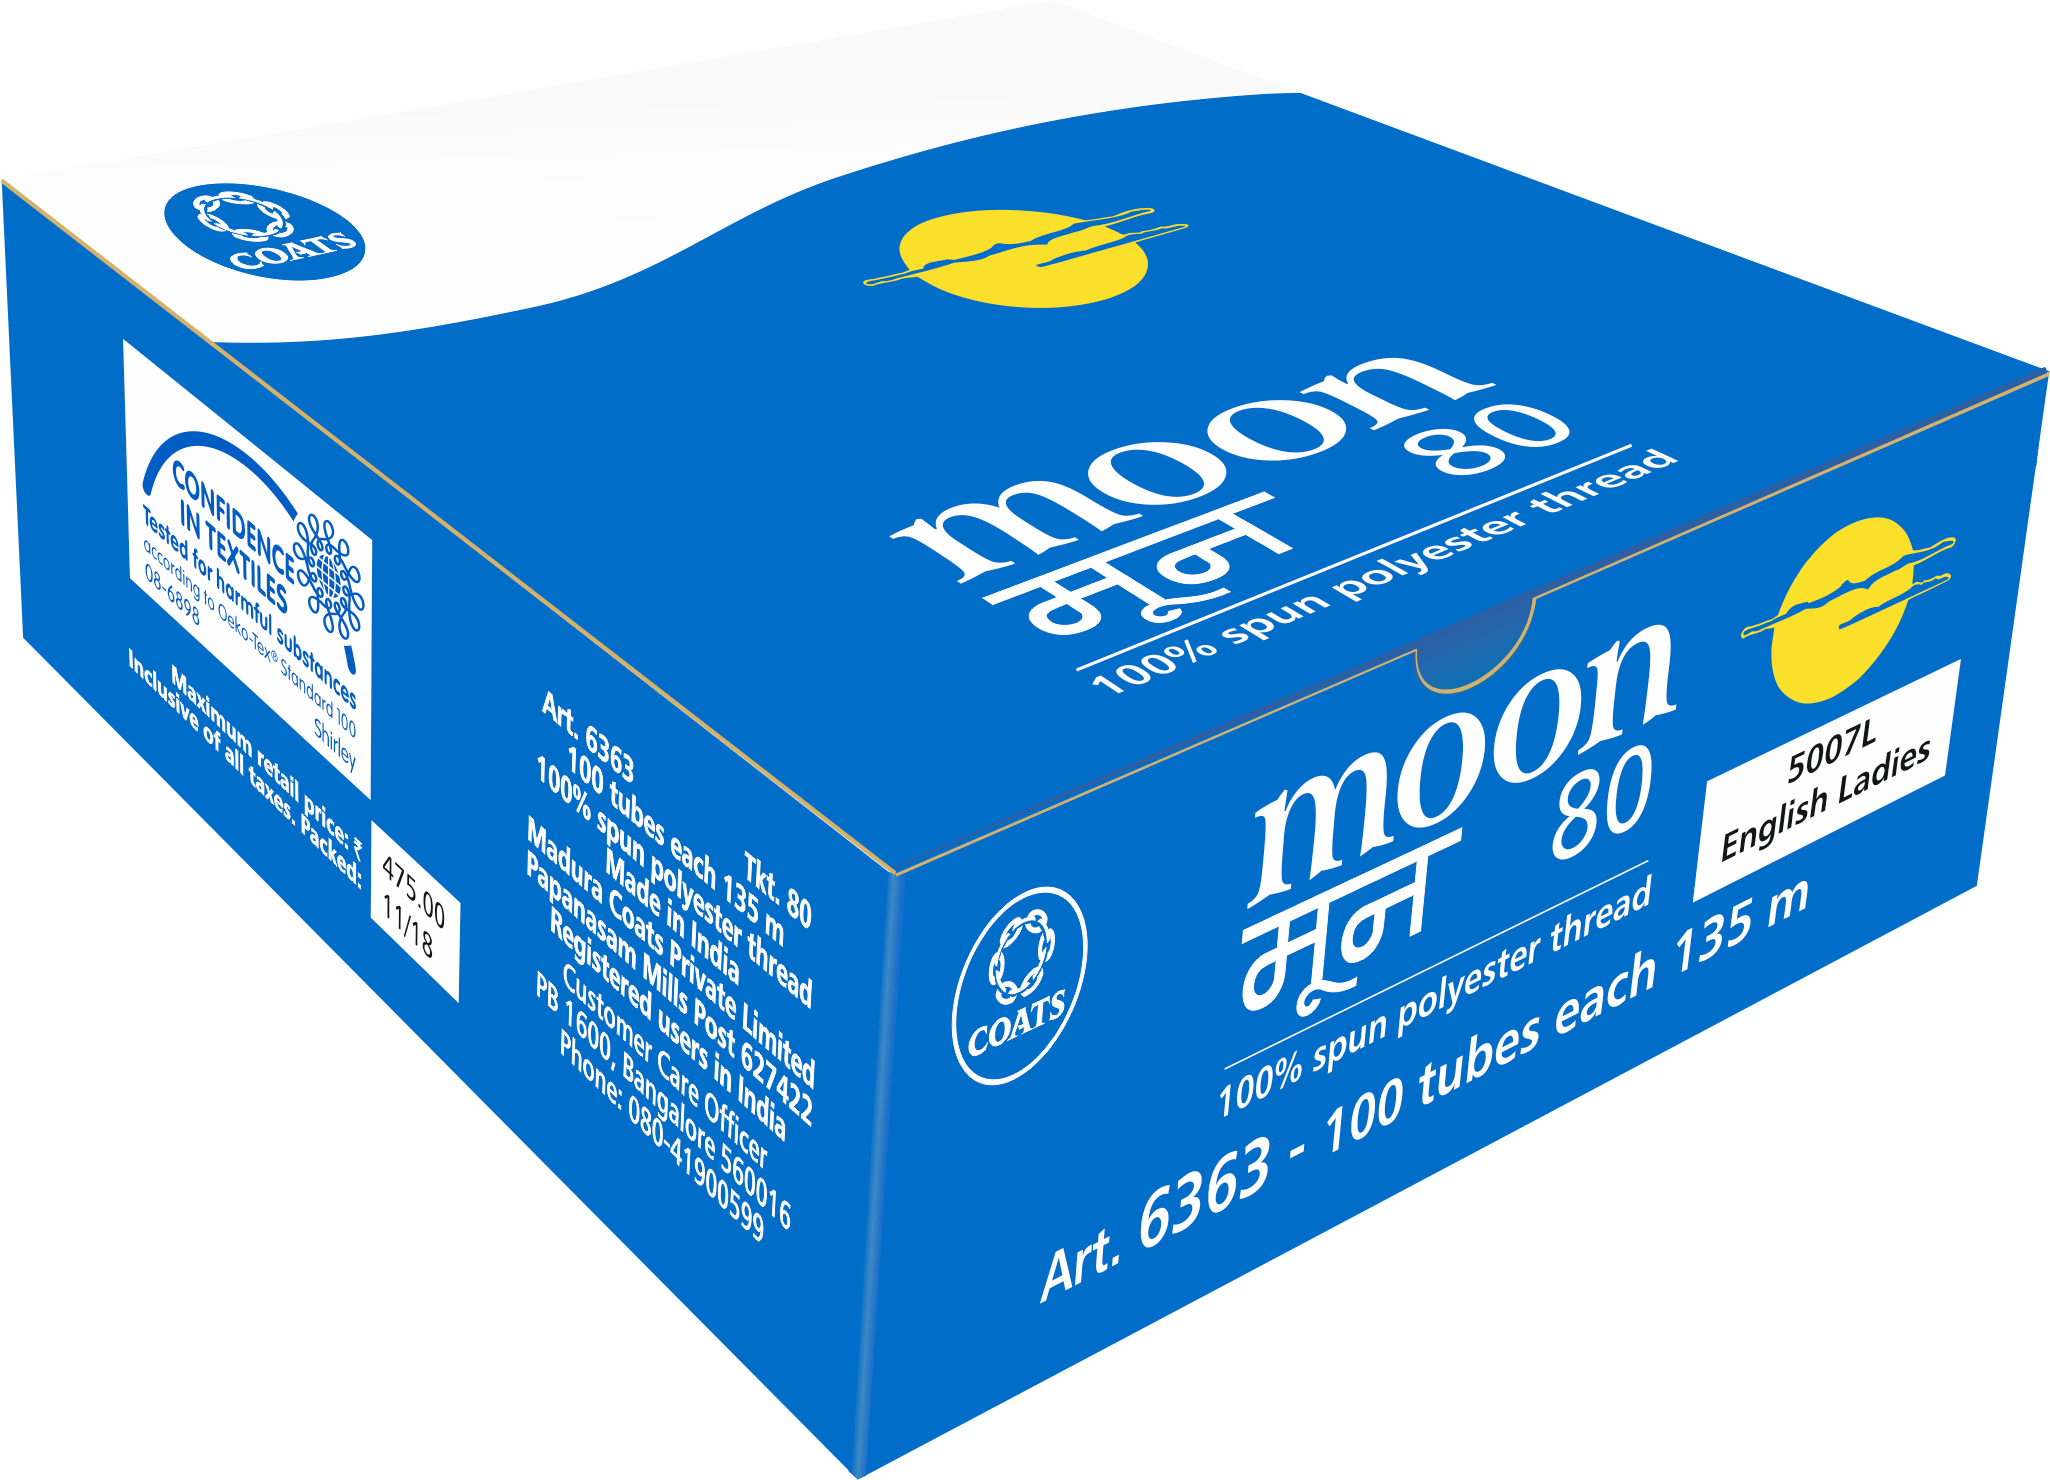 COATS
moon
80
मून
100% spun polyester thread
CONFIDENCE
IN TEXTILES
Tested for harmful substances
according to Oeko-Tex® Standard 100
08-6898
Shirley
Maximum retail price: ₹
Inclusive of all taxes. Packed:
475.00
11/18
Art. 6363
Tkt. 80
100 tubes each 135 m
100% spun polyester thread
Made in India
Madura Coats Private Limited
Papanasam Mills Post 627422
Registered users in India
Customer Care Officer
PB 1600, Bangalore 560016
Phone: 080-41900599
COATS
moon
80
मून
100% spun polyester thread
5007L
English Ladies
Art. 6363 - 100 tubes each 135 m